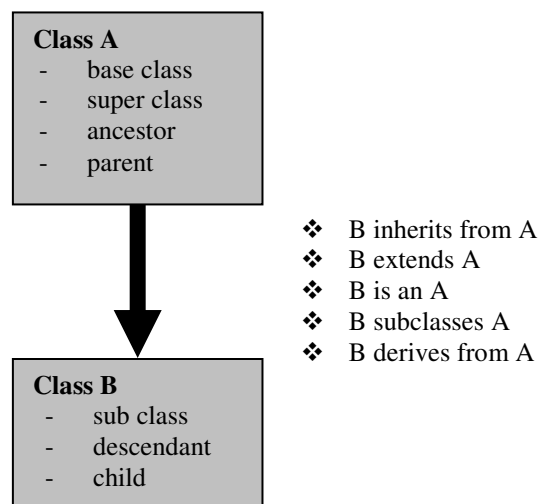 Class A
- base class
- super class
- ancestor
- parent
❖ B inherits from A
❖ B extends A
❖ B is an A
❖ B subclasses A
❖ B derives from A
Class B
- sub class
- descendant
- child